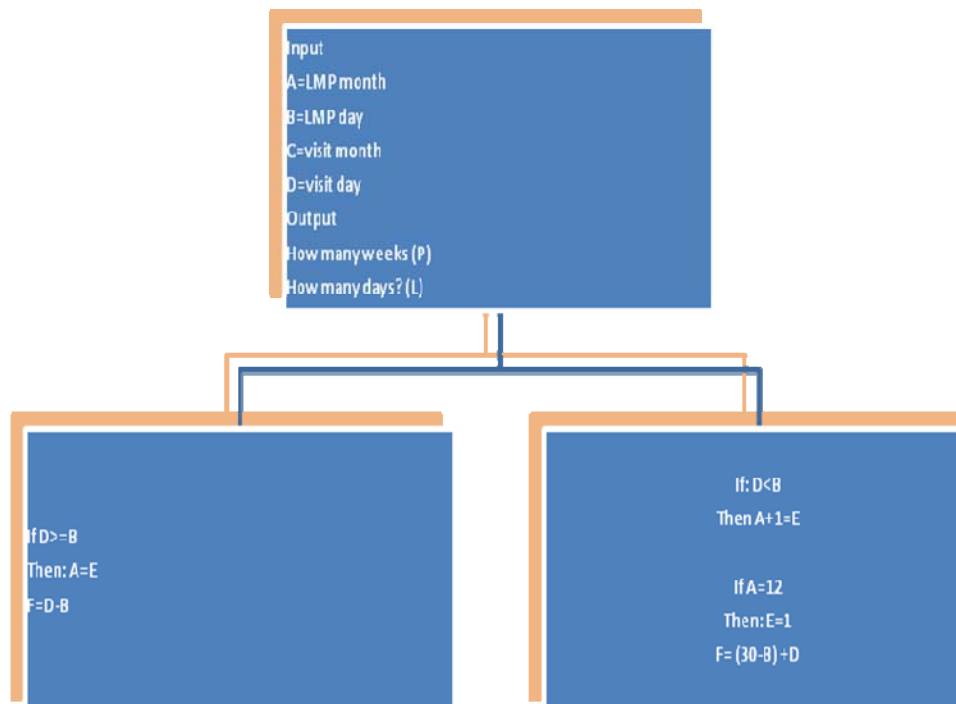 Input
A=LMP month
B=LMP day
C=visit month
D=visit day
Output
How many weeks (P)
How many days? (L)
If D>=B
Then: A=E
F=D-B
If: D<B
Then A+1=E
If A=12
Then: E=1
F= (30-B) +D